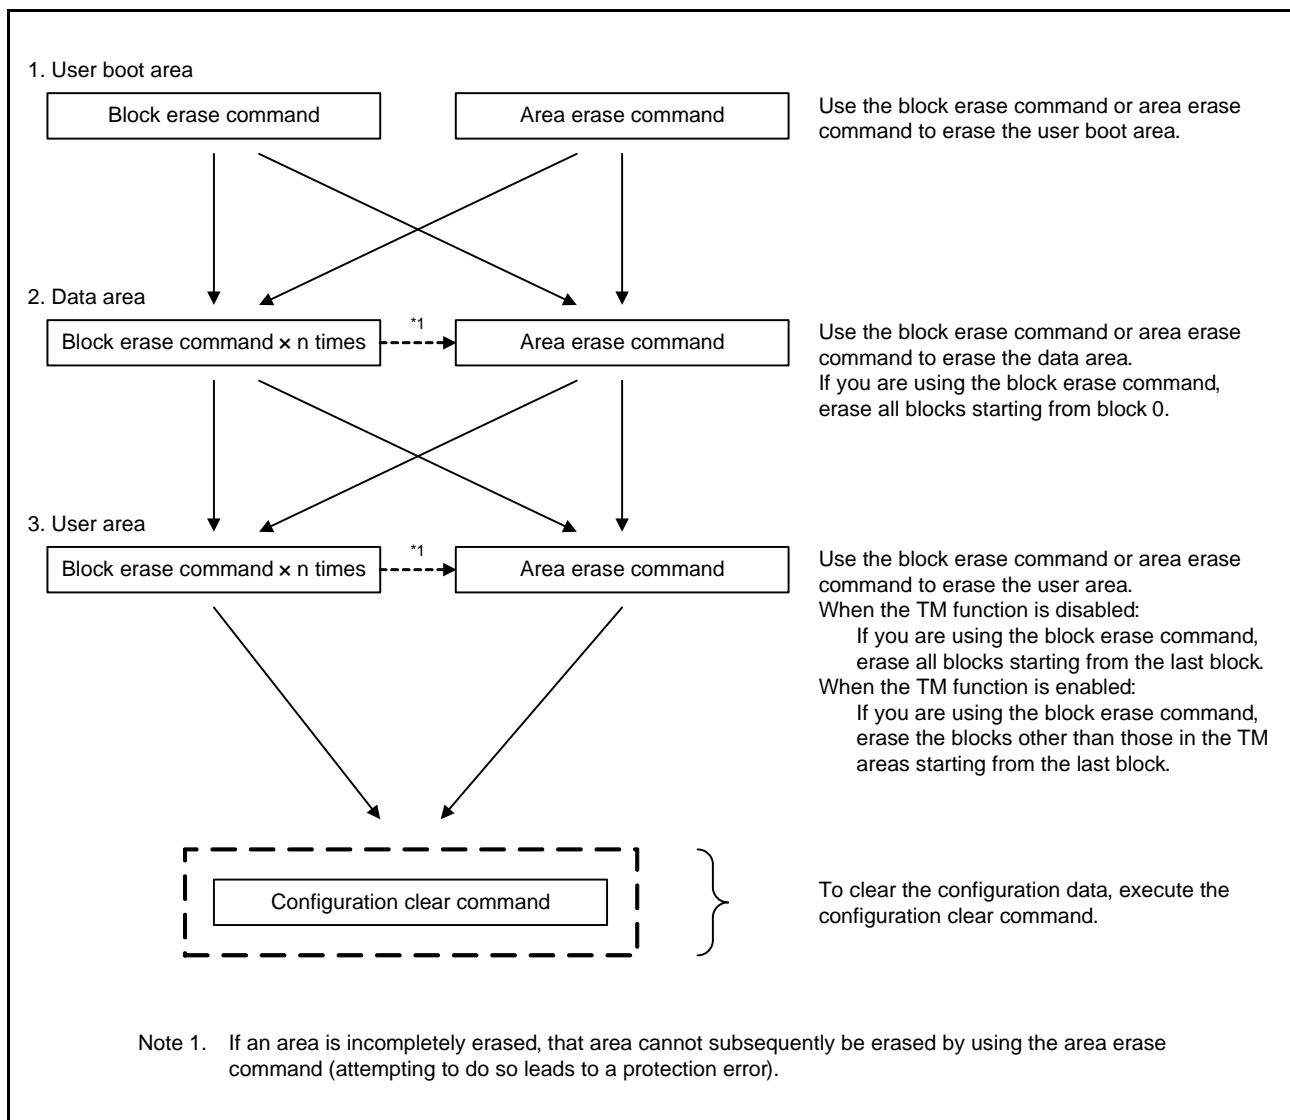 1. User boot area
Block erase command
Area erase command
Use the block erase command or area erase
command to erase the user boot area.
2. Data area
Block erase command × n times
*1
Area erase command
Use the block erase command or area erase
command to erase the data area.
If you are using the block erase command,
erase all blocks starting from block 0.
3. User area
Block erase command × n times
*1
Area erase command
Use the block erase command or area erase
command to erase the user area.
When the TM function is disabled:
If you are using the block erase command,
erase all blocks starting from the last block.
When the TM function is enabled:
If you are using the block erase command,
erase the blocks other than those in the TM
areas starting from the last block.
Configuration clear command
To clear the configuration data, execute the
configuration clear command.
Note 1. If an area is incompletely erased, that area cannot subsequently be erased by using the area erase
command (attempting to do so leads to a protection error).